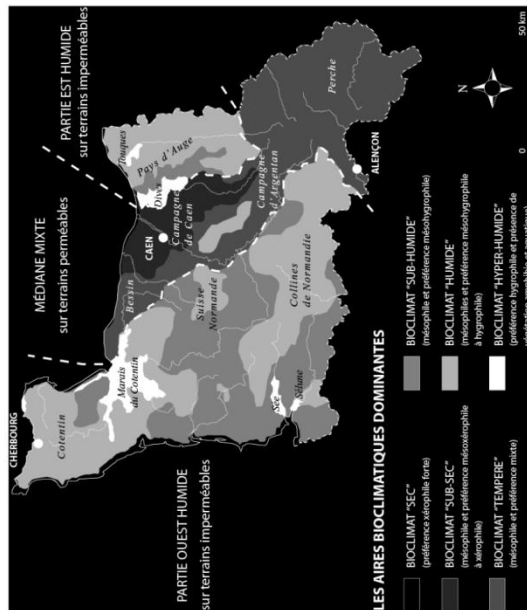 PARTIE OUEST HUMIDE
sur terrains imperméables
MÉDIANE MIXTE
sur terrains perméables
PARTIE EST HUMIDE
sur terrains imperméables
CHERBOURG
Cotentin
Marais
du Cotentin
Bessin
CAEN
Campagne
de Caen
Dives
Touques
Pays d'Auge
Suisse
Normande
Campagne
d'Argentan
Collines
de Normandie
Sée
Sélune
Perche
ALENÇON
N
0
50 km
LES AIRES BIOCLIMATIQUES DOMINANTES
BIOCLIMAT "SEC"
(préférence xérophile forte)
BIOCLIMAT "SUB-SEC"
(mésophile et préférence mésoxérophile
à xérophile)
BIOCLIMAT "TEMPERE"
(mésophile et préférence mixte)
BIOCLIMAT "SUB-HUMIDE"
(mésophile et préférence mésohygrophile)
BIOCLIMAT "HUMIDE"
(mésophiles et préférence mésohygrophile
à hygrophile)
BIOCLIMAT "HYPER-HUMIDE"
(préférence hygrophile et présence de